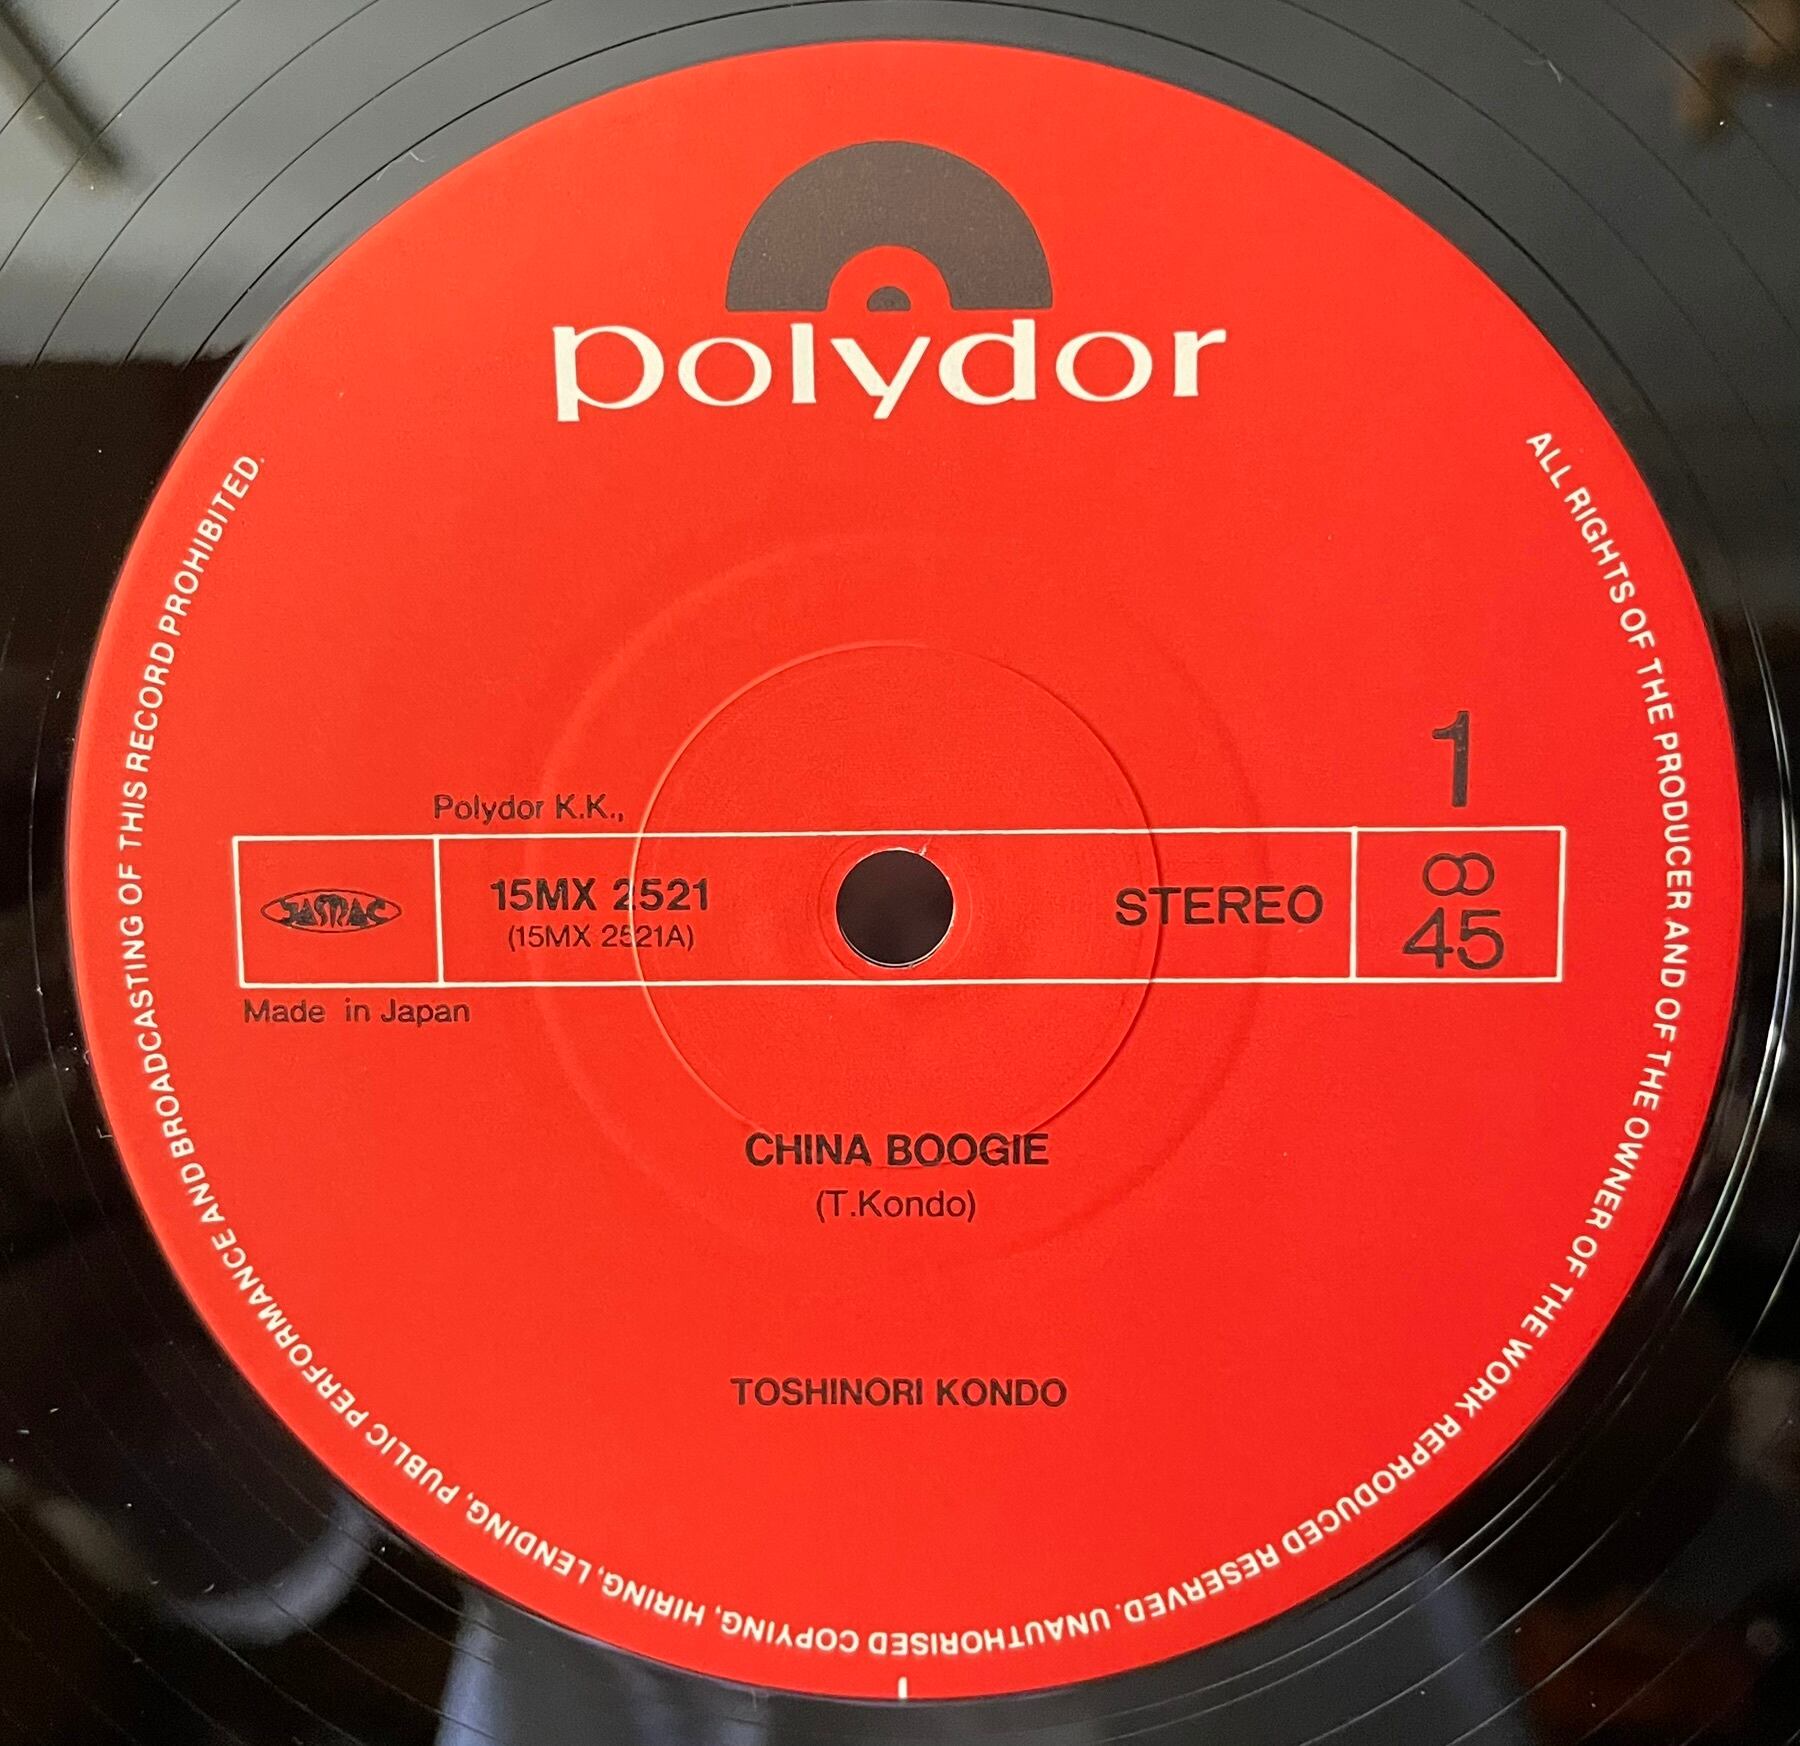 polydor
ALL RIGHTS OF THE PRODUCER AND OF THE OWNER OF THE WORK REPRODUCED RESERVED. UNAUTHORISED COPYING, HIRING, LENDING, PUBLIC PERFORMANCE AND BROADCASTING OF THIS RECORD PROHIBITED.
1
Polydor K.K.,
JASRAC
15MX 2521
(15MX 2521A)
STEREO
45
Made in Japan
CHINA BOOGIE
(T.Kondo)
TOSHINORI KONDO